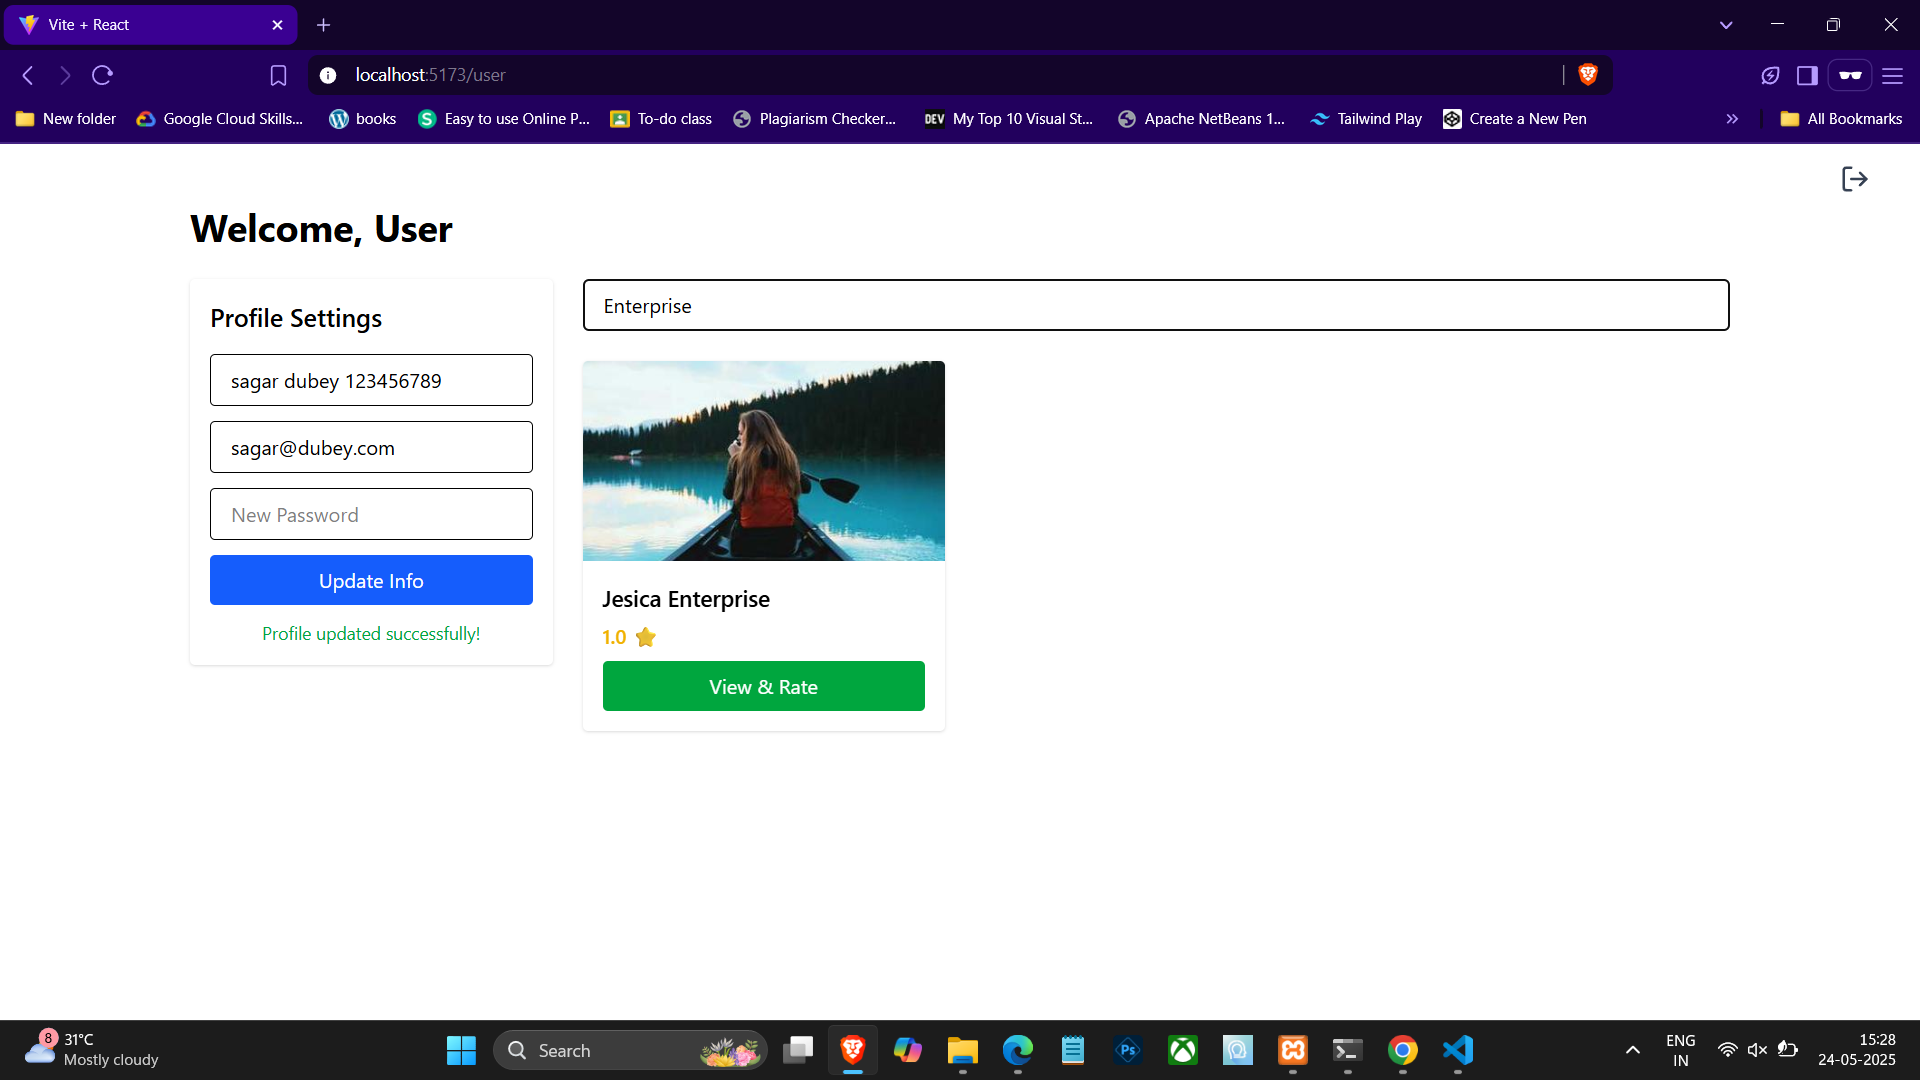 Vite + React
localhost:5173/user
New folder
Google Cloud Skills...
books
Easy to use Online P...
To-do class
Plagiarism Checker...
DEV
My Top 10 Visual St...
Apache NetBeans 1...
Tailwind Play
Create a New Pen
All Bookmarks
Welcome, User
Profile Settings
sagar dubey 123456789
sagar@dubey.com
New Password
Update Info
Profile updated successfully!
Enterprise
Jesica Enterprise
1.0
View & Rate
8
31°C
Mostly cloudy
Search
Ps
ENG
IN
15:28
24-05-2025